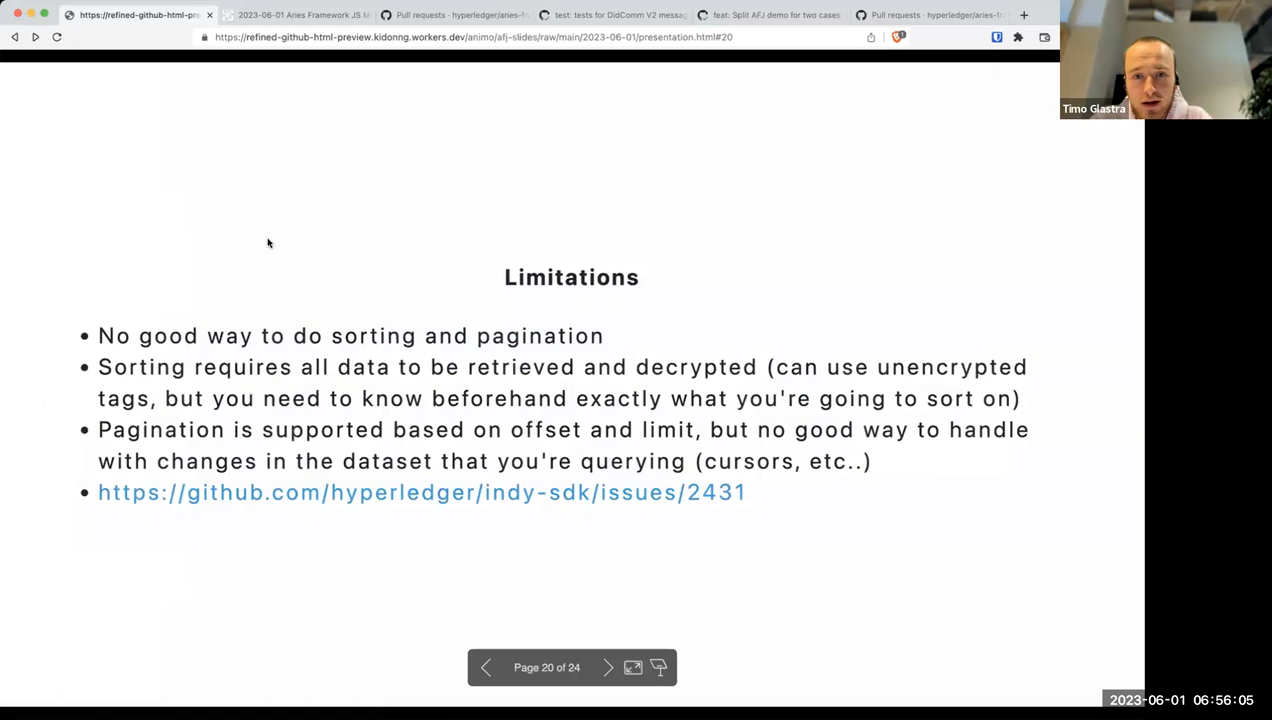 https://refined-github-html-pre
2023-06-01 Aries Framework JS M
Pull requests · hyperledger/aries-fr
test: tests for DidComm V2 messag
feat: Split AFJ demo for two cases
Pull requests · hyperledger/aries-fr
https://refined-github-html-preview.kidonng.workers.dev/animo/afj-slides/raw/main/2023-06-01/presentation.html#20
Timo Glastra
Limitations
• No good way to do sorting and pagination
• Sorting requires all data to be retrieved and decrypted (can use unencrypted
tags, but you need to know beforehand exactly what you're going to sort on)
• Pagination is supported based on offset and limit, but no good way to handle
with changes in the dataset that you're querying (cursors, etc..)
• https://github.com/hyperledger/indy-sdk/issues/2431
Page 20 of 24
2023-06-01 06:56:05